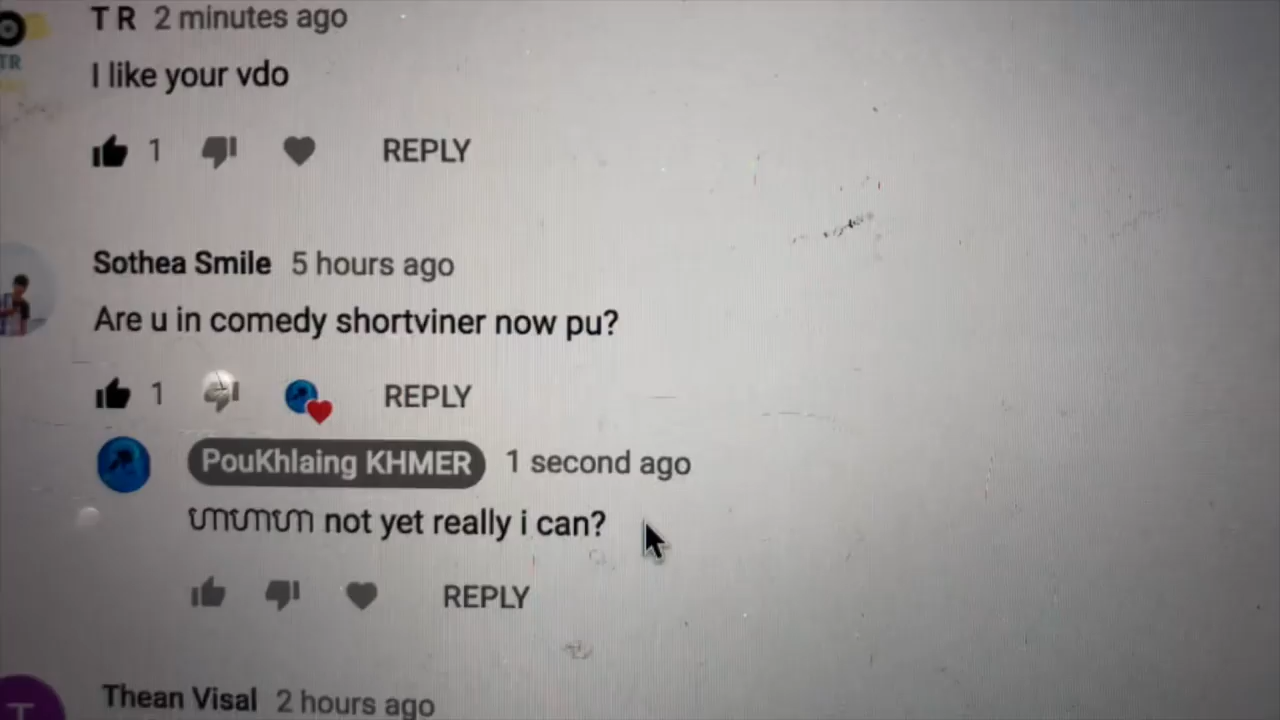 TR
T R 2 minutes ago
I like your vdo
1 REPLY
Sothea Smile 5 hours ago
Are u in comedy shortviner now pu?
1 REPLY
PouKhlaing KHMER 1 second ago
ហាហាហា not yet really i can?
REPLY
T Thean Visal 2 hours ago